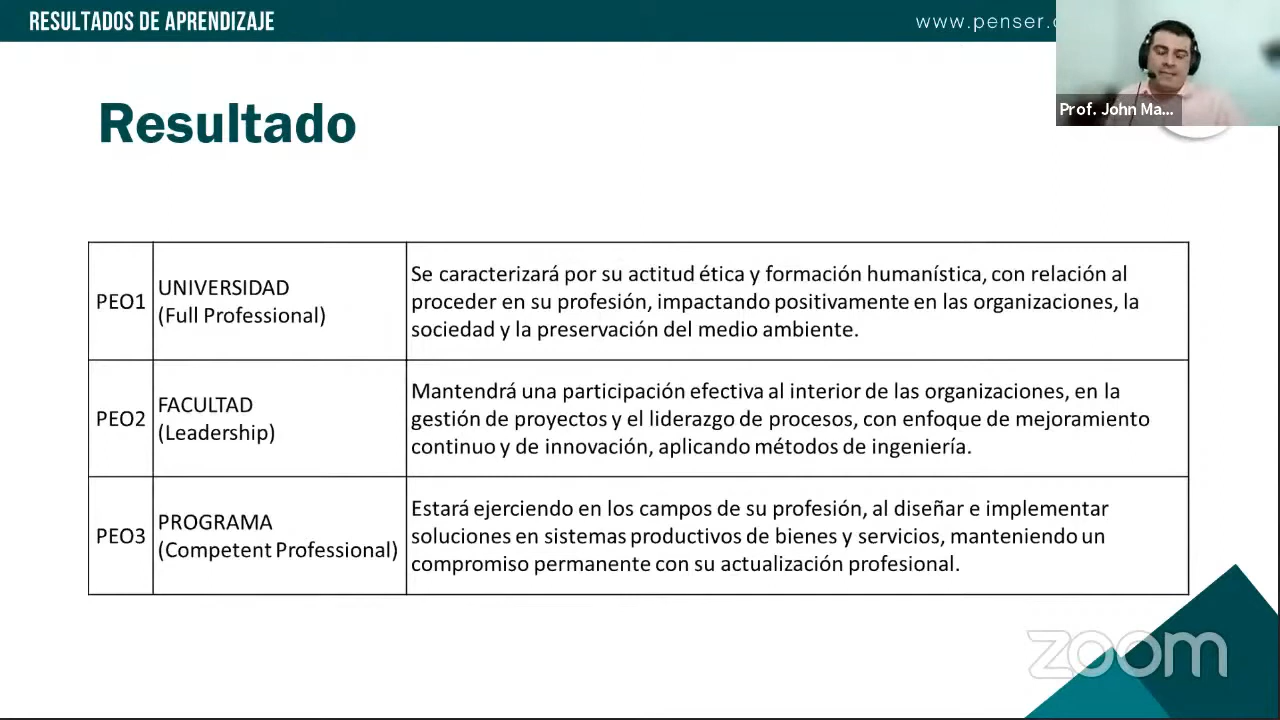 RESULTADOS DE APRENDIZAJE
www.penser.
Prof. John Ma...
Resultado
PEO1
UNIVERSIDAD
(Full Professional)
Se caracterizará por su actitud ética y formación humanística, con relación al
proceder en su profesión, impactando positivamente en las organizaciones, la
sociedad y la preservación del medio ambiente.
PEO2
FACULTAD
(Leadership)
Mantendrá una participación efectiva al interior de las organizaciones, en la
gestión de proyectos y el liderazgo de procesos, con enfoque de mejoramiento
continuo y de innovación, aplicando métodos de ingeniería.
PEO3
PROGRAMA
(Competent Professional)
Estará ejerciendo en los campos de su profesión, al diseñar e implementar
soluciones en sistemas productivos de bienes y servicios, manteniendo un
compromiso permanente con su actualización profesional.
zoom